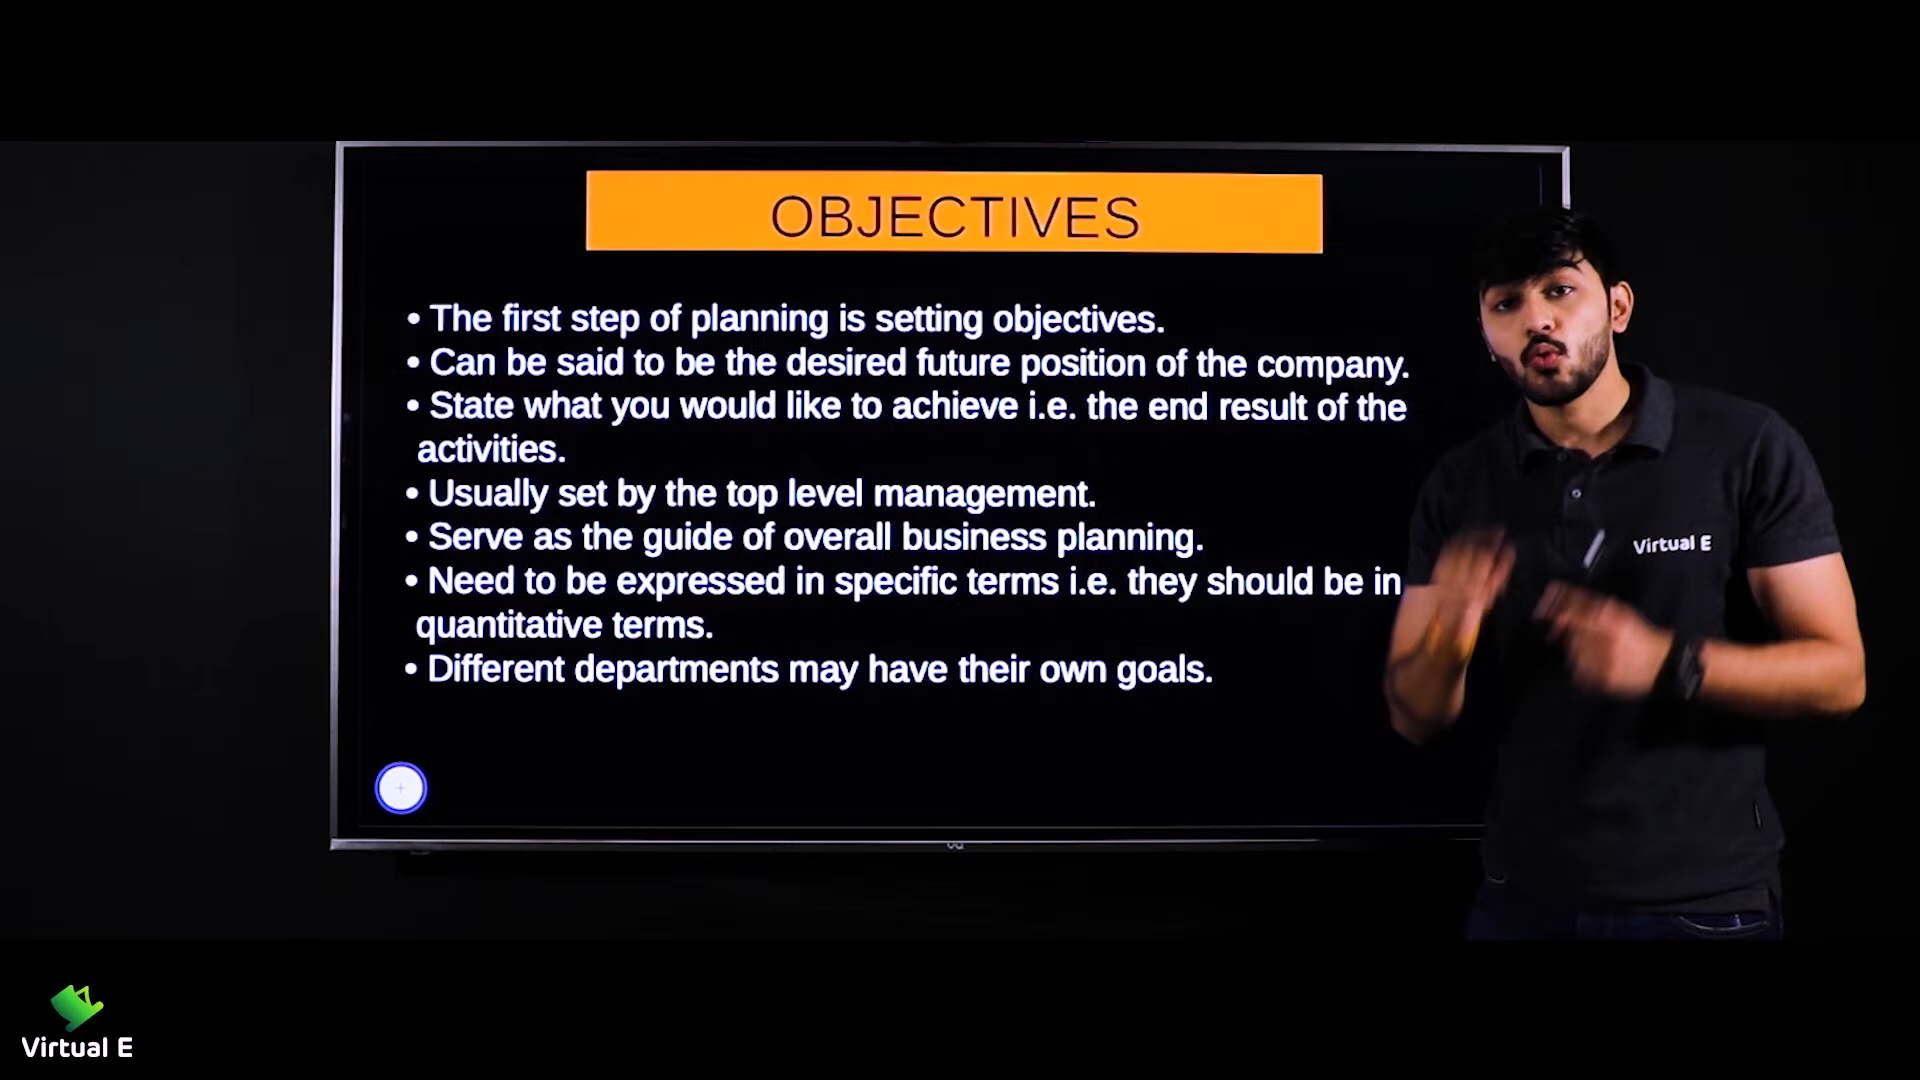 OBJECTIVES
• The first step of planning is setting objectives.
• Can be said to be the desired future position of the company.
• State what you would like to achieve i.e. the end result of the
activities.
• Usually set by the top level management.
• Serve as the guide of overall business planning.
• Need to be expressed in specific terms i.e. they should be in
quantitative terms.
• Different departments may have their own goals.
Virtual E
Virtual E